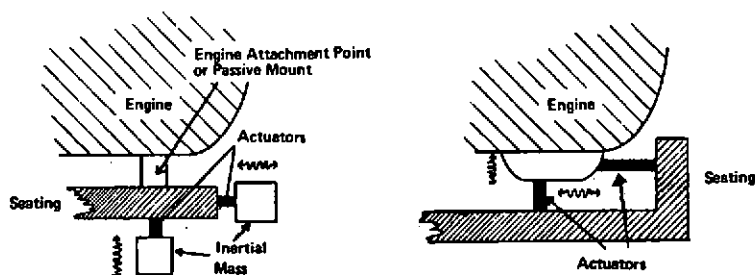 Engine Attachment Point
or Passive Mount
Engine
Actuators
Seating
Inertial
Mass
Engine
Seating
Actuators